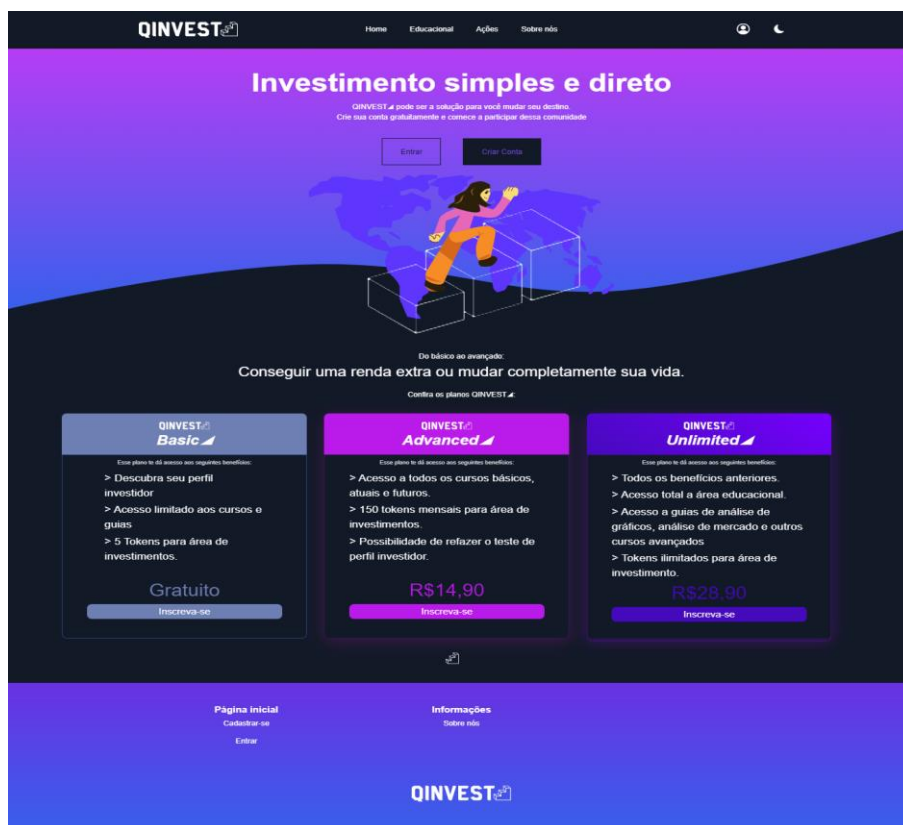 QINVEST
Home Educacional Ações Sobre nós
Investimento simples e direto
QINVEST pode ser a solução para você mudar seu destino.
Crie sua conta gratuitamente e comece a participar dessa comunidade
Entrar Criar Conta
Do básico ao avançado:
Conseguir uma renda extra ou mudar completamente sua vida.
Confira os planos QINVEST:
QINVEST
Basic
Esse plano te dá acesso aos seguintes benefícios:
> Descubra seu perfil
investidor
> Acesso limitado aos cursos e
guias
> 5 Tokens para área de
investimentos.
Gratuito
Inscreva-se
QINVEST
Advanced
Esse plano te dá acesso aos seguintes benefícios:
> Acesso a todos os cursos básicos,
atuais e futuros.
> 150 tokens mensais para área de
investimentos.
> Possibilidade de refazer o teste de
perfil investidor.
R$14,90
Inscreva-se
QINVEST
Unlimited
Esse plano te dá acesso aos seguintes benefícios:
> Todos os benefícios anteriores.
> Acesso total a área educacional.
> Acesso a guias de análise de
gráficos, análise de mercado e outros
cursos avançados
> Tokens ilimitados para área de
investimento.
R$28,90
Inscreva-se
Página inicial
Cadastrar-se
Entrar
Informações
Sobre nós
QINVEST